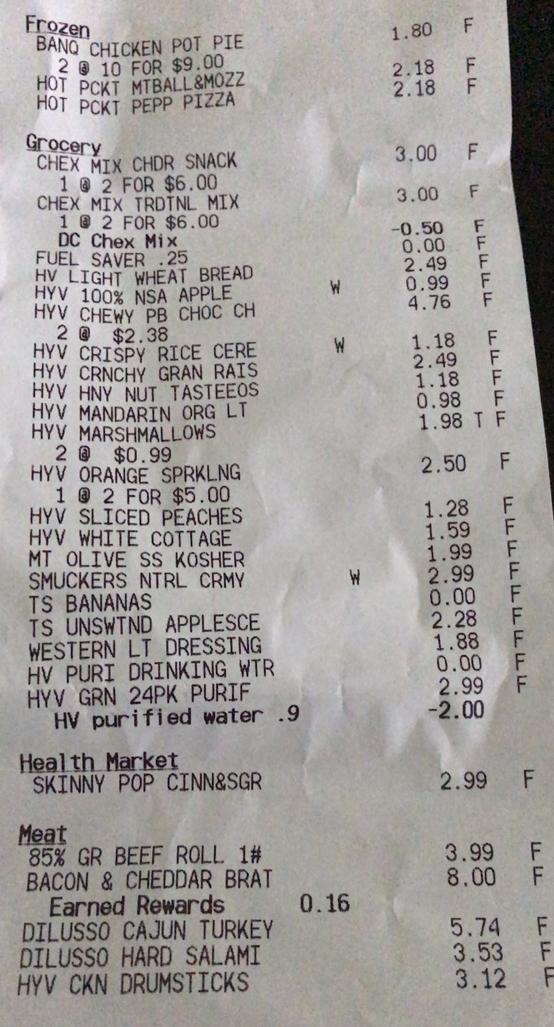 Frozen
BANQ CHICKEN POT PIE 1.80 F
2 @ 10 FOR $9.00
HOT PCKT MTBALL&MOZZ 2.18 F
HOT PCKT PEPP PIZZA 2.18 F
Grocery
CHEX MIX CHDR SNACK 3.00 F
1 @ 2 FOR $6.00
CHEX MIX TRDTNL MIX 3.00 F
1 @ 2 FOR $6.00
DC Chex Mix -0.50 F
FUEL SAVER .25 0.00 F
HV LIGHT WHEAT BREAD 2.49 F
HYV 100% NSA APPLE W 0.99 F
HYV CHEWY PB CHOC CH 4.76 F
2 @ $2.38
HYV CRISPY RICE CERE W 1.18 F
HYV CRNCHY GRAN RAIS 2.49 F
HYV HNY NUT TASTEEOS 1.18 F
HYV MANDARIN ORG LT 0.98 F
HYV MARSHMALLOWS 1.98 T F
2 @ $0.99
HYV ORANGE SPRKLNG 2.50 F
1 @ 2 FOR $5.00
HYV SLICED PEACHES 1.28 F
HYV WHITE COTTAGE 1.59 F
MT OLIVE SS KOSHER 1.99 F
SMUCKERS NTRL CRMY W 2.99 F
TS BANANAS 0.00 F
TS UNSWTND APPLESCE 2.28 F
WESTERN LT DRESSING 1.88 F
HV PURI DRINKING WTR 0.00 F
HYV GRN 24PK PURIF 2.99 F
HV purified water .9 -2.00
Health Market
SKINNY POP CINN&SGR 2.99 F
Meat
85% GR BEEF ROLL 1# 3.99 F
BACON & CHEDDAR BRAT 8.00 F
Earned Rewards 0.16
DILUSSO CAJUN TURKEY 5.74 F
DILUSSO HARD SALAMI 3.53 F
HYV CKN DRUMSTICKS 3.12 F